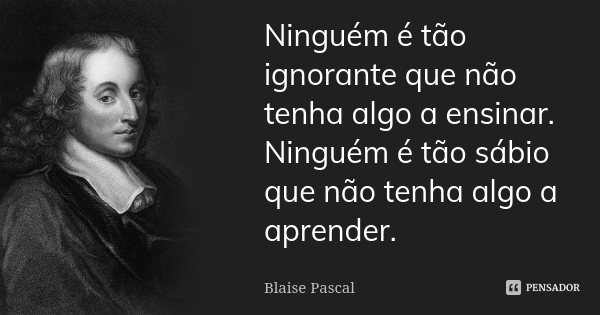 Ninguém é tão
ignorante que não
tenha algo a ensinar.
Ninguém é tão sábio
que não tenha algo a
aprender.
Blaise Pascal
PENSADOR